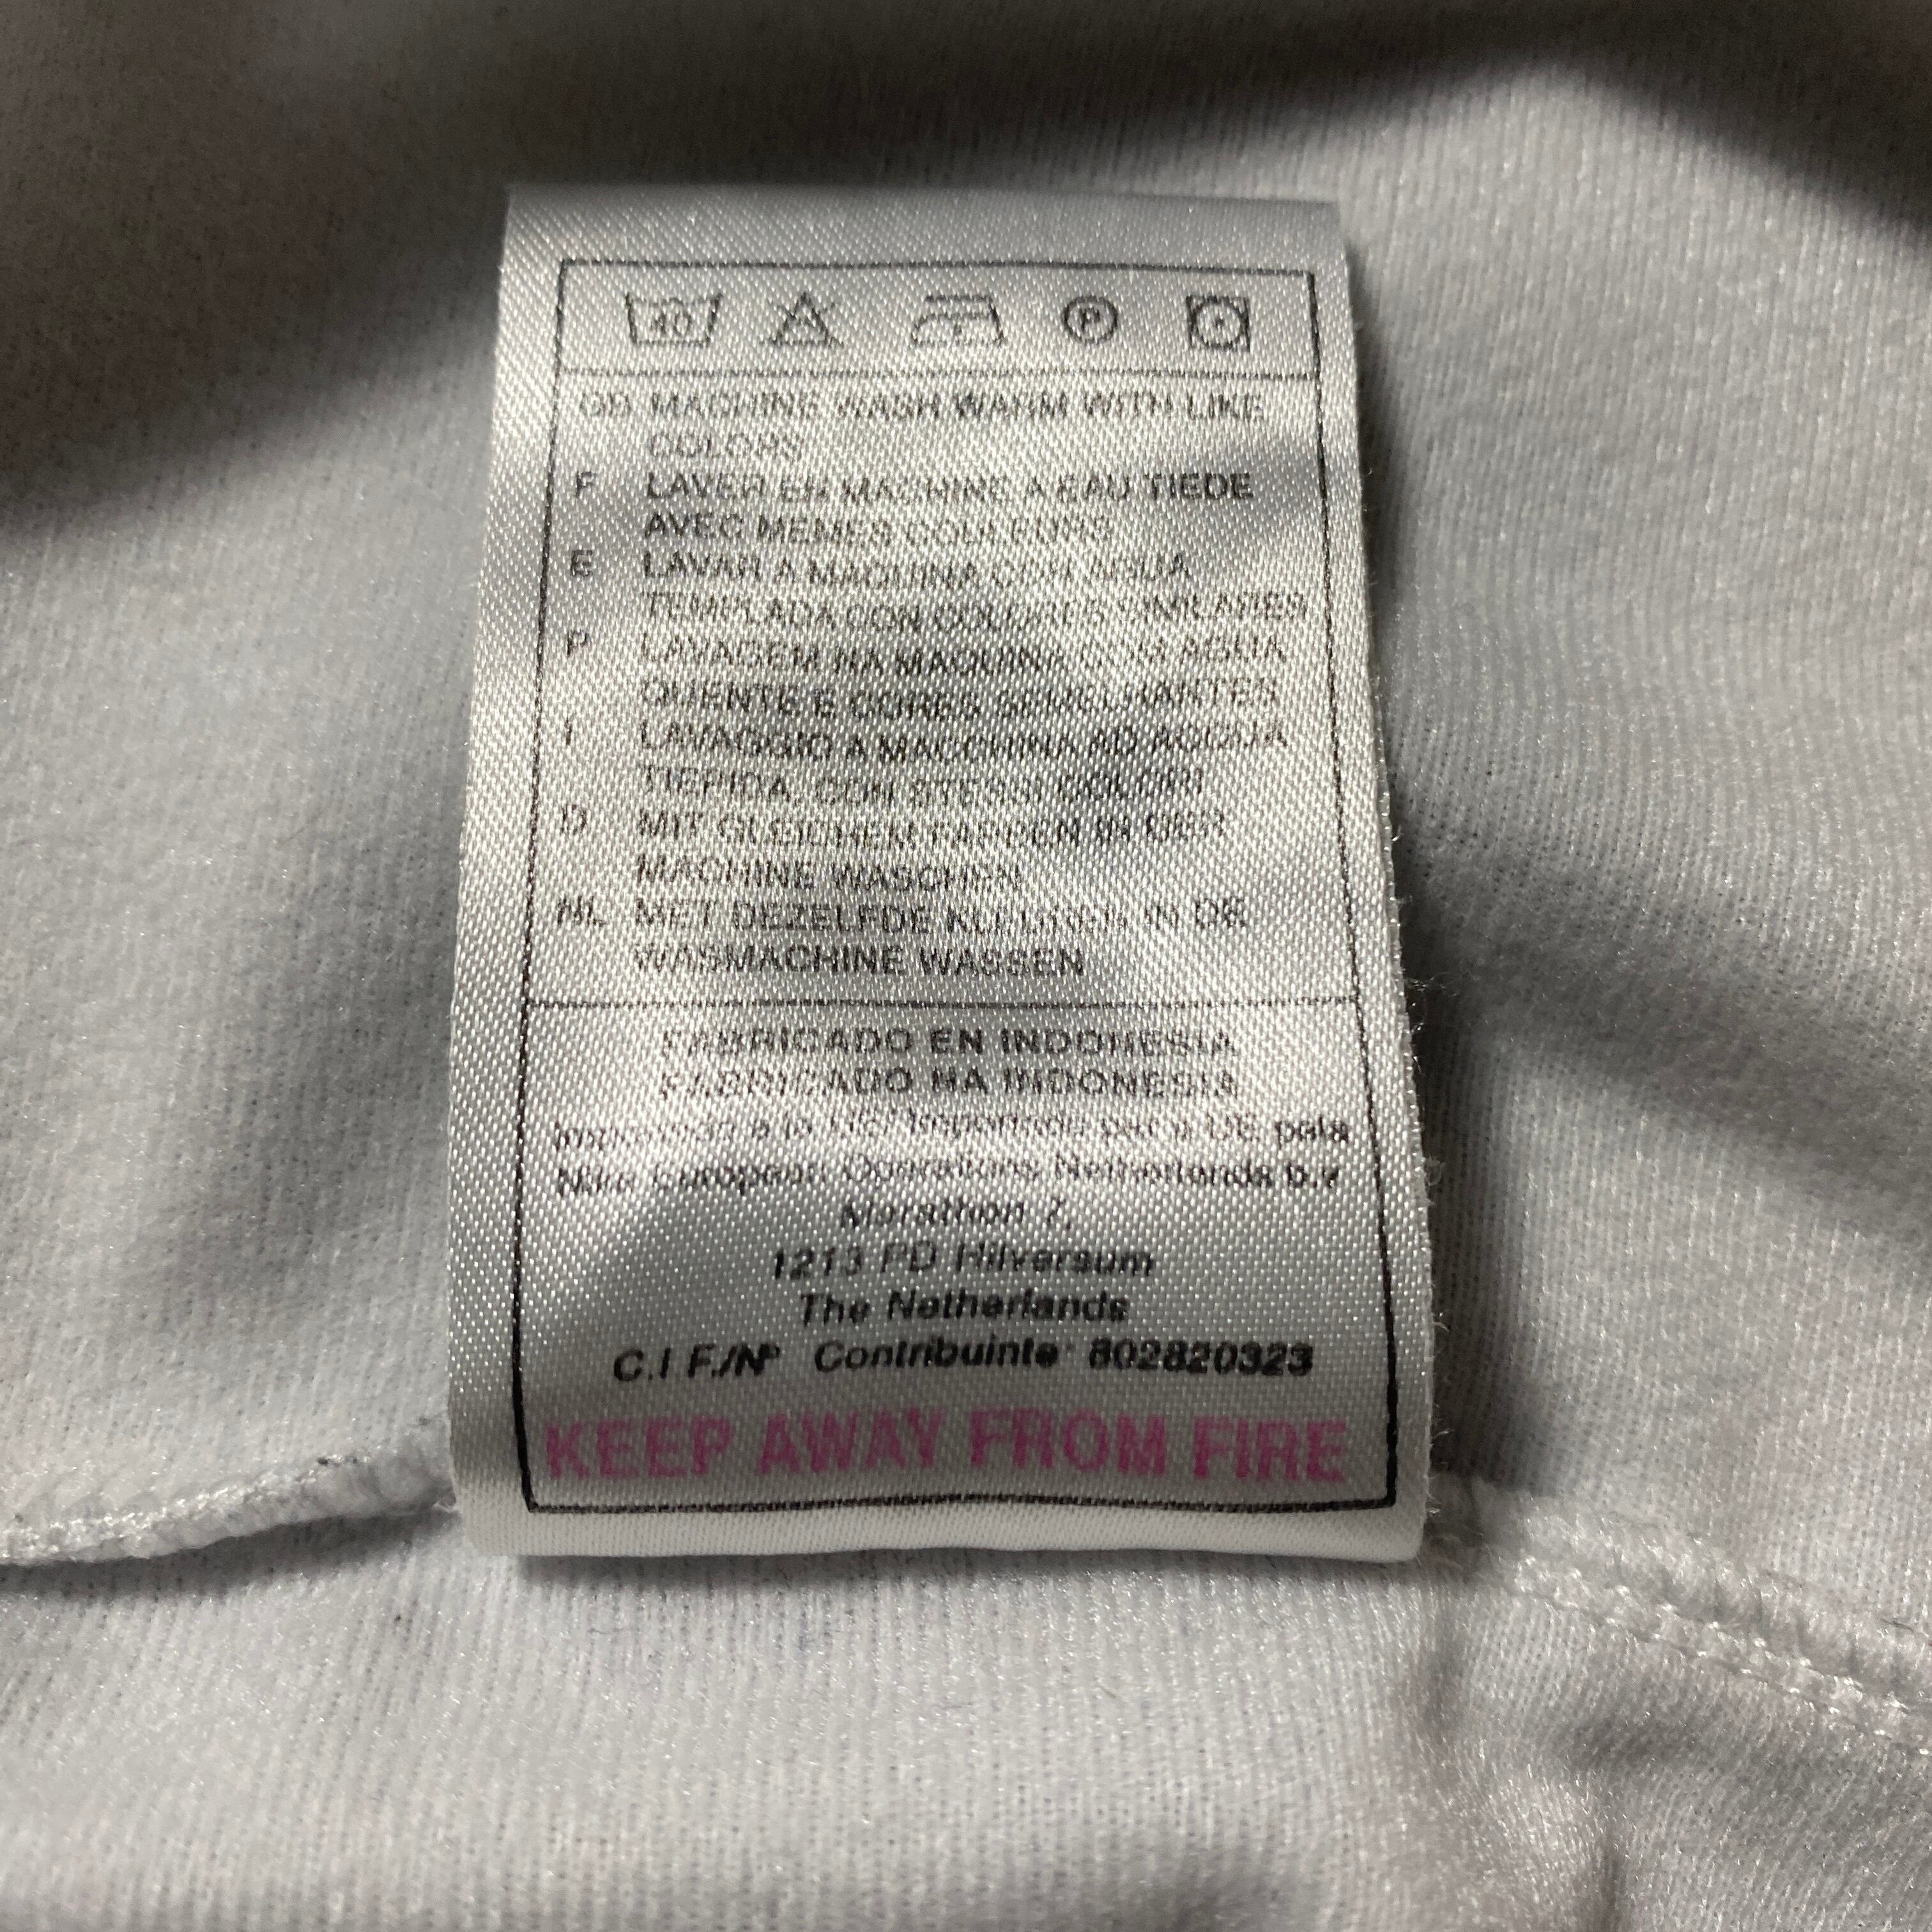 40 P
GB MACHINE WASH WARM WITH LIKE
COLORS
F LAVER EN MACHINE A EAU TIEDE
AVEC MEMES COULEURS
E LAVAR A MAQUINA CON AGUA
TEMPLADA CON COLORES SIMILARES
P LAVAGEM NA MAQUINA COM AGUA
QUENTE E CORES SEMELHANTES
I LAVAGGIO A MACCHINA AD ACQUA
TIEPIDA, CON STESSI COLORI
D MIT GLEICHEN FARBEN IN DER
MACHINE WASCHEN
NL MET DEZELFDE KLEUREN IN DE
WASMACHINE WASSEN
FABRICADO EN INDONESIA
FABRICADO NA INDONESIA
a la UE/ Importado para a UE pela
Nike European Operations Netherlands b.v
Marathon 7,
1213 PD Hilversum
The Netherlands
C.I F./Nº Contribuinte: 802820323
KEEP AWAY FROM FIRE